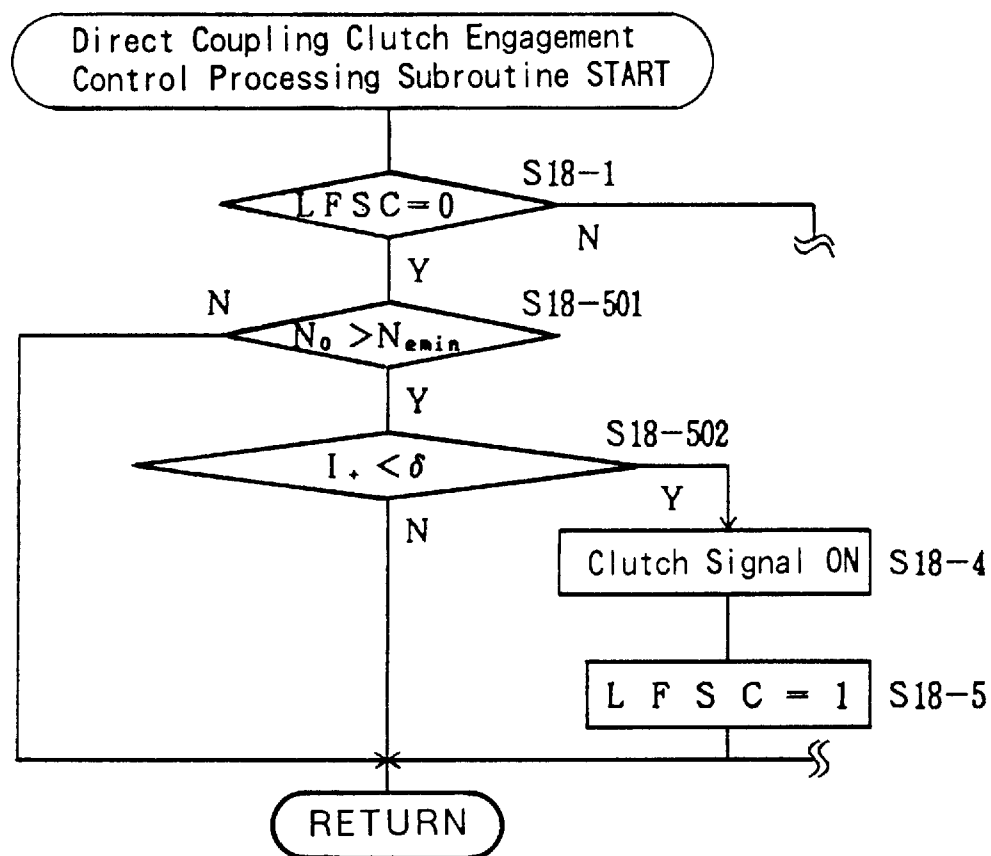 Direct Coupling Clutch Engagement
Control Processing Subroutine START
S18-1
LFSC=0
N
Y
N
S18-501
N₀ >Nₑₘᵢₙ
Y
S18-502
I₊ <δ
Y
N
Clutch Signal ON
S18-4
L F S C = 1
S18-5
RETURN